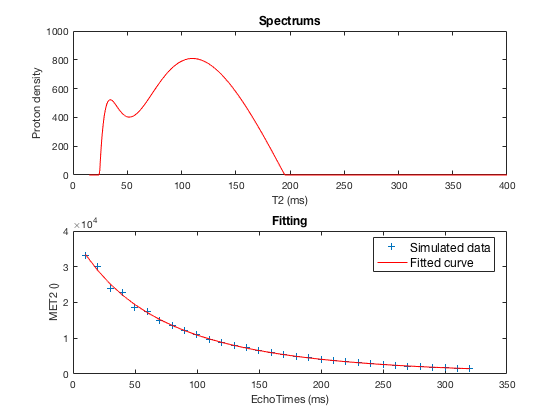 Spectrums
1000
800
600
400
200
0
Proton density
0 50 100 150 200 250 300 350 400
T2 (ms)
Fitting
×10^4
4
3
2
1
0
MET2 ()
Simulated data
Fitted curve
0 50 100 150 200 250 300 350
EchoTimes (ms)